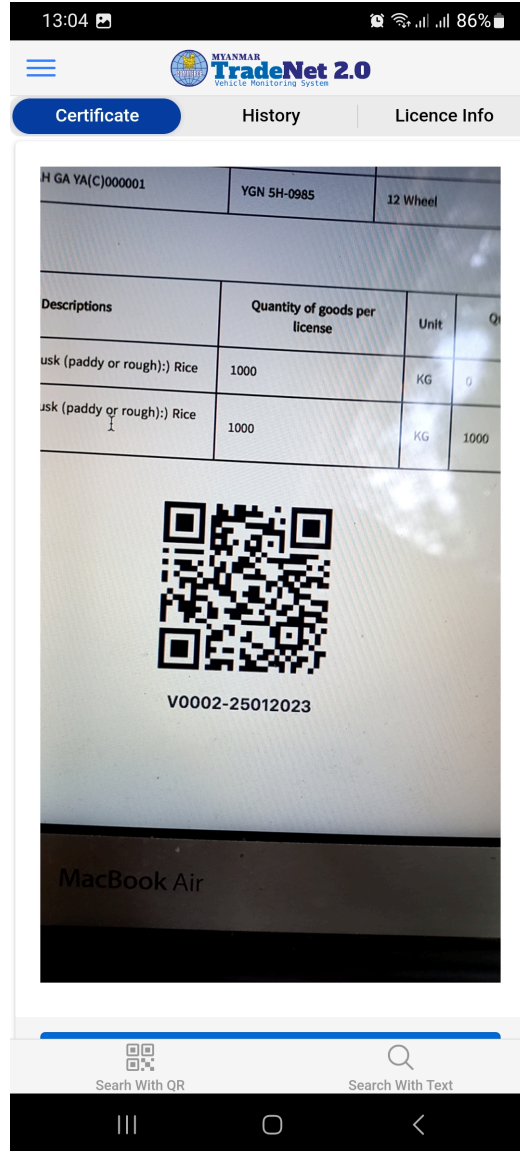 13:04
86%
MYANMAR
TradeNet 2.0
Vehicle Monitoring System
Certificate
History
Licence Info
H GA YA(C)000001
YGN 5H-0985
12 Wheel
Descriptions
Quantity of goods per
license
Unit
usk (paddy or rough):) Rice
1000
KG
0
usk (paddy or rough):) Rice
1000
KG
1000
V0002-25012023
MacBook Air
Searh With QR
Search With Text